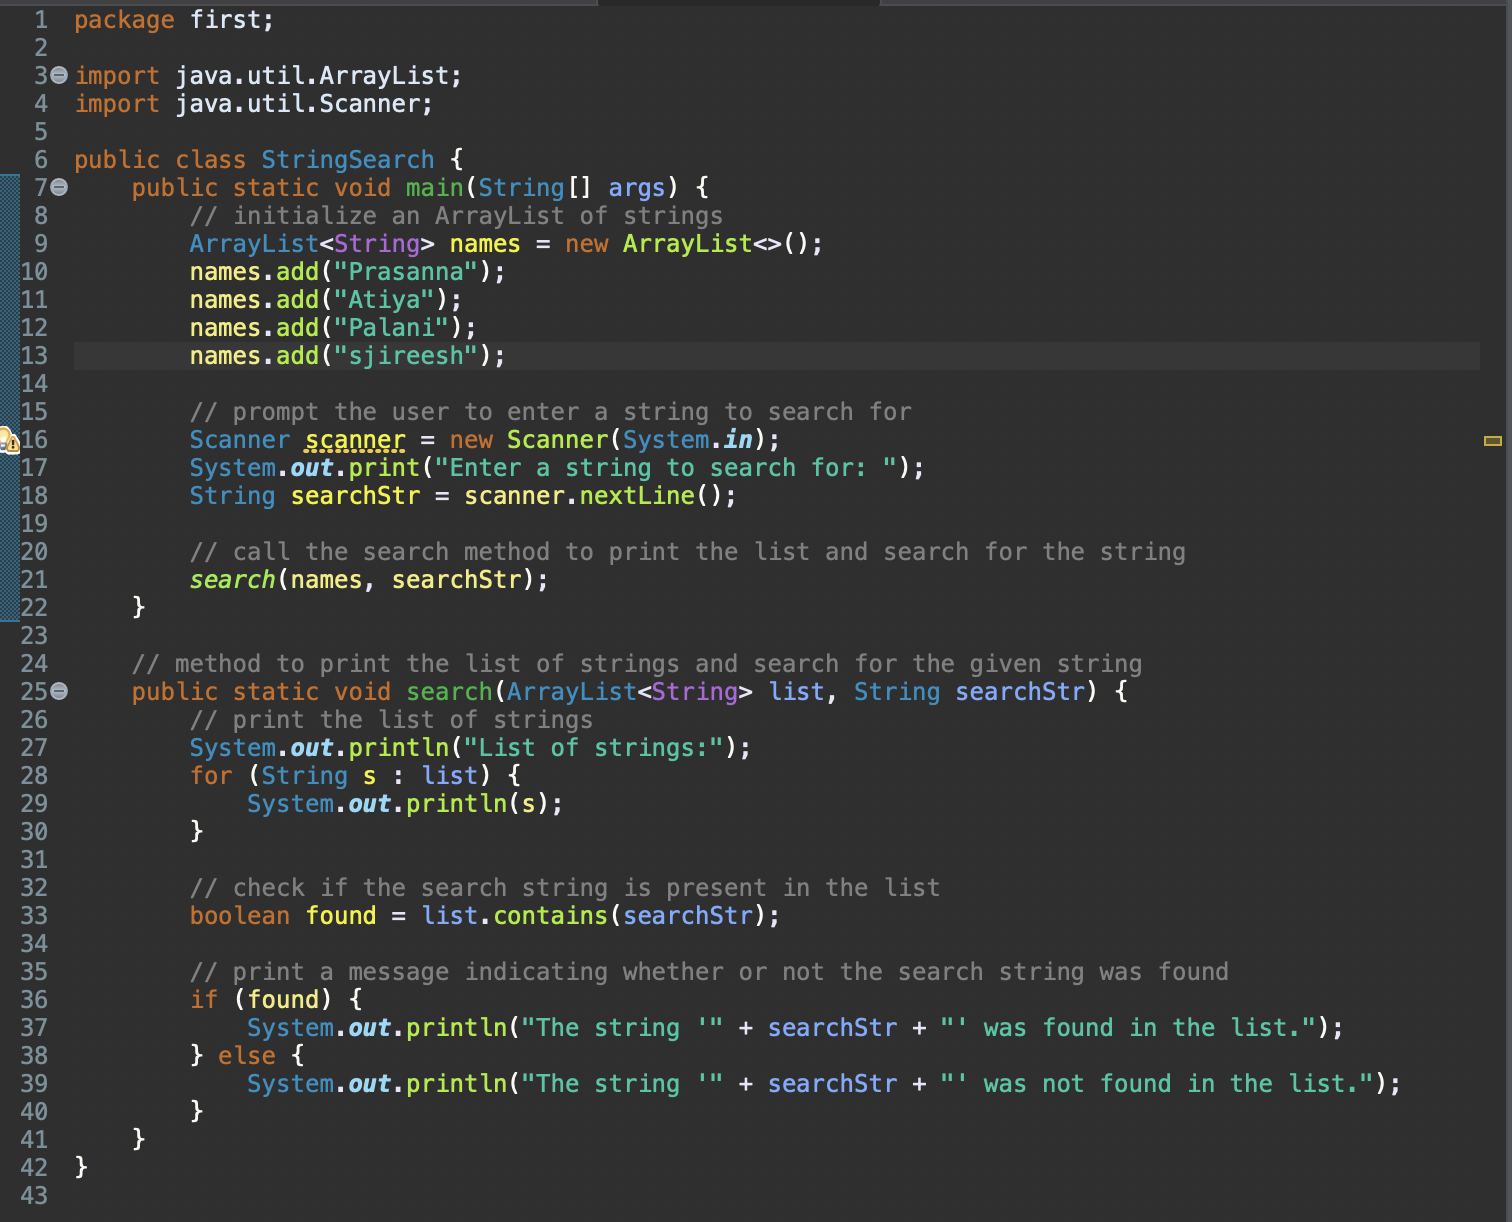 1 package first;
2
3 import java.util.ArrayList;
4 import java.util.Scanner;
5
6 public class StringSearch {
7     public static void main(String[] args) {
8         // initialize an ArrayList of strings
9         ArrayList<String> names = new ArrayList<>();
10         names.add("Prasanna");
11         names.add("Atiya");
12         names.add("Palani");
13         names.add("sjireesh");
14
15         // prompt the user to enter a string to search for
16         Scanner scanner = new Scanner(System.in);
17         System.out.print("Enter a string to search for: ");
18         String searchStr = scanner.nextLine();
19
20         // call the search method to print the list and search for the string
21         search(names, searchStr);
22     }
23
24     // method to print the list of strings and search for the given string
25     public static void search(ArrayList<String> list, String searchStr) {
26         // print the list of strings
27         System.out.println("List of strings:");
28         for (String s : list) {
29             System.out.println(s);
30         }
31
32         // check if the search string is present in the list
33         boolean found = list.contains(searchStr);
34
35         // print a message indicating whether or not the search string was found
36         if (found) {
37             System.out.println("The string '" + searchStr + "' was found in the list.");
38         } else {
39             System.out.println("The string '" + searchStr + "' was not found in the list.");
40         }
41     }
42 }
43